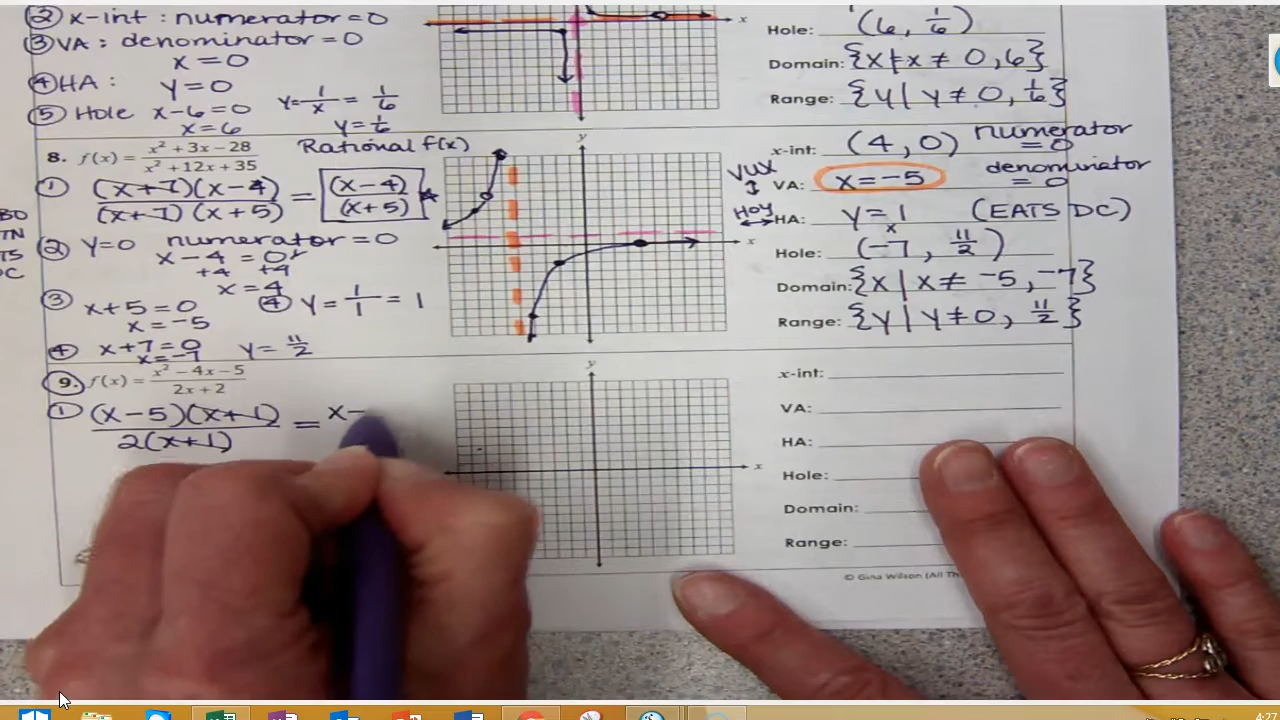 ② x-int : numerator = 0
③ VA : denominator = 0
x = 0
④ HA : y = 0
⑤ Hole x-6=0 y = 1/x = 1/6
x=6 y = 1/6
x
Hole: (6, 1/6)
Domain: {x|x ≠ 0,6}
Range: {y| y ≠ 0, 1/6}
8. f(x) = (x² + 3x − 28)/(x² + 12x + 35) Rational f(x)
① (x+7)(x-4)/(x+7)(x+5) = (x-4)/(x+5)
② y=0 numerator = 0
x - 4 = 0
+4 +4
x = 4
③ x+5 = 0 ④ y = 1/1 = 1
x = -5
④ x+7=0 y = 11/2
x=-7
y
x
x-int: (4, 0) numerator = 0
VUX VA: x = -5 denominator = 0
HOY HA: y = 1 (EATS DC)
Hole: (-7, 11/2)
Domain: {x | x ≠ -5, -7}
Range: {y | y ≠ 0, 11/2}
9. f(x) = (x² − 4x − 5)/(2x + 2)
① (x-5)(x+1)/2(x+1) = x-
y
x
x-int:
VA:
HA:
Hole:
Domain:
Range:
© Gina Wilson (All Th
4:27